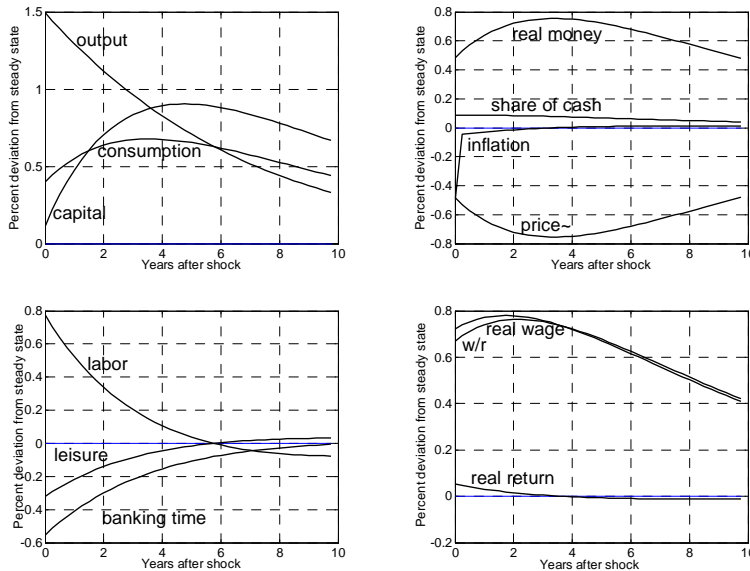 Percent deviation from steady state
1.5
1
0.5
0
output
consumption
capital
0 2 4 6 8 10
Years after shock
Percent deviation from steady state
0.8
0.6
0.4
0.2
0
-0.2
-0.4
-0.6
-0.8
real money
share of cash
inflation
price~
0 2 4 6 8 10
Years after shock
Percent deviation from steady state
0.8
0.6
0.4
0.2
0
-0.2
-0.4
-0.6
labor
leisure
banking time
0 2 4 6 8 10
Years after shock
Percent deviation from steady state
0.8
0.6
0.4
0.2
0
-0.2
real wage
w/r
real return
0 2 4 6 8 10
Years after shock